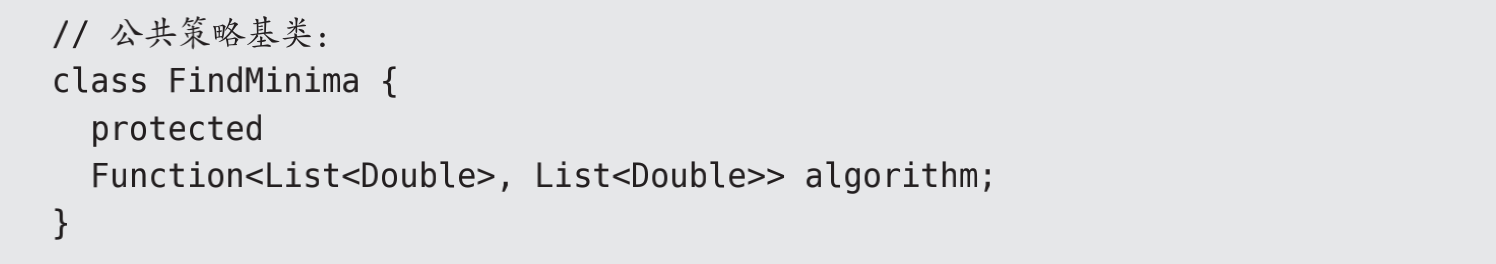 // 公共策略基类：
class FindMinima {
  protected
  Function<List<Double>, List<Double>> algorithm;
}